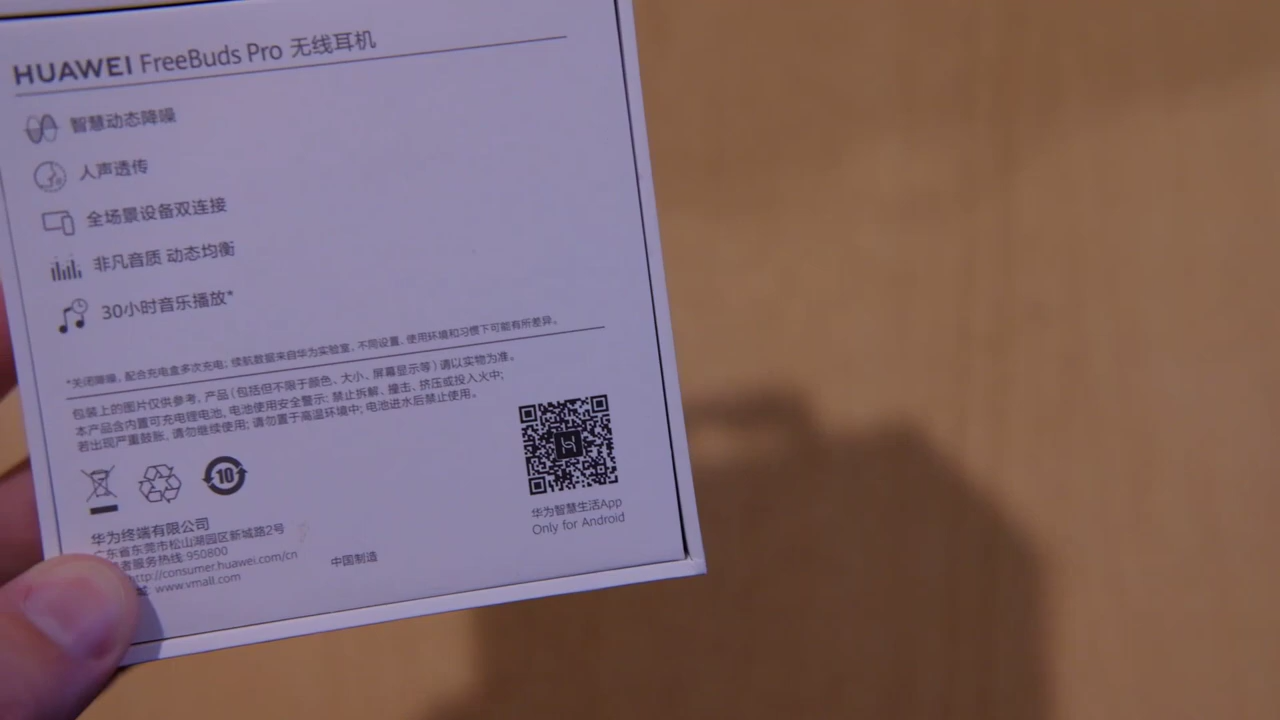 HUAWEI FreeBuds Pro 无线耳机
智慧动态降噪
人声透传
全场景设备双连接
非凡音质 动态均衡
30小时音乐播放*
*关闭降噪，配合充电盒多次充电；续航数据来自华为实验室，不同设置、使用环境和习惯下可能有所差异。
包装上的图片仅供参考，产品（包括但不限于颜色、大小、屏幕显示等）请以实物为准。
本产品含内置可充电锂电池，电池使用安全警示：禁止拆解、撞击、挤压或投入火中；
若出现严重鼓胀，请勿继续使用；请勿置于高温环境中；电池进水后禁止使用。
10
华为智慧生活App
Only for Android
华为终端有限公司
广东省东莞市松山湖园区新城路2号
者服务热线:950800
http://consumer.huawei.com/cn
城: www.vmall.com
中国制造